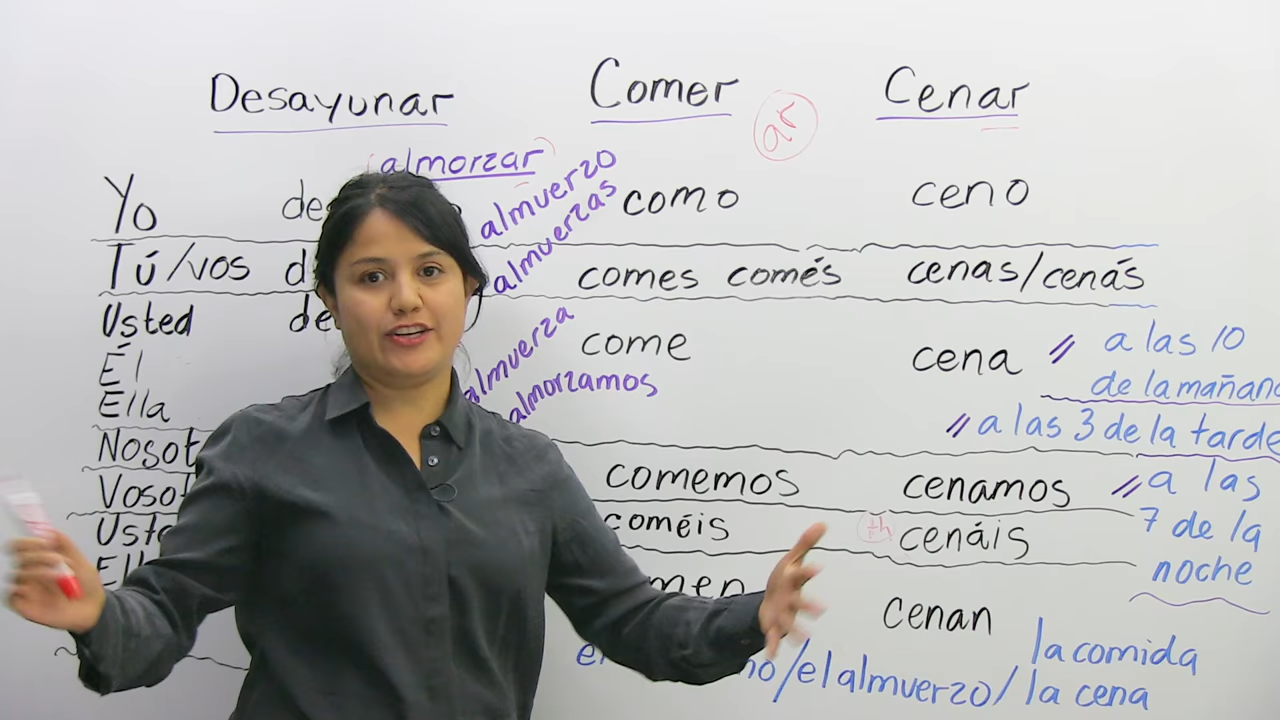 Desayunar Comer Cenar
ar
(almorzar)
Yo almuerzo como ceno
Tú/vos almuerzas comes comés cenas/cenás
Usted almuerza come cena // a las 10
Él de la
Ella almorzamos // a las 3 de la tarde
comemos cenamos // a las
coméis cenáis 7 de la
noche
cenan
la comida
/el almuerzo/ la cena